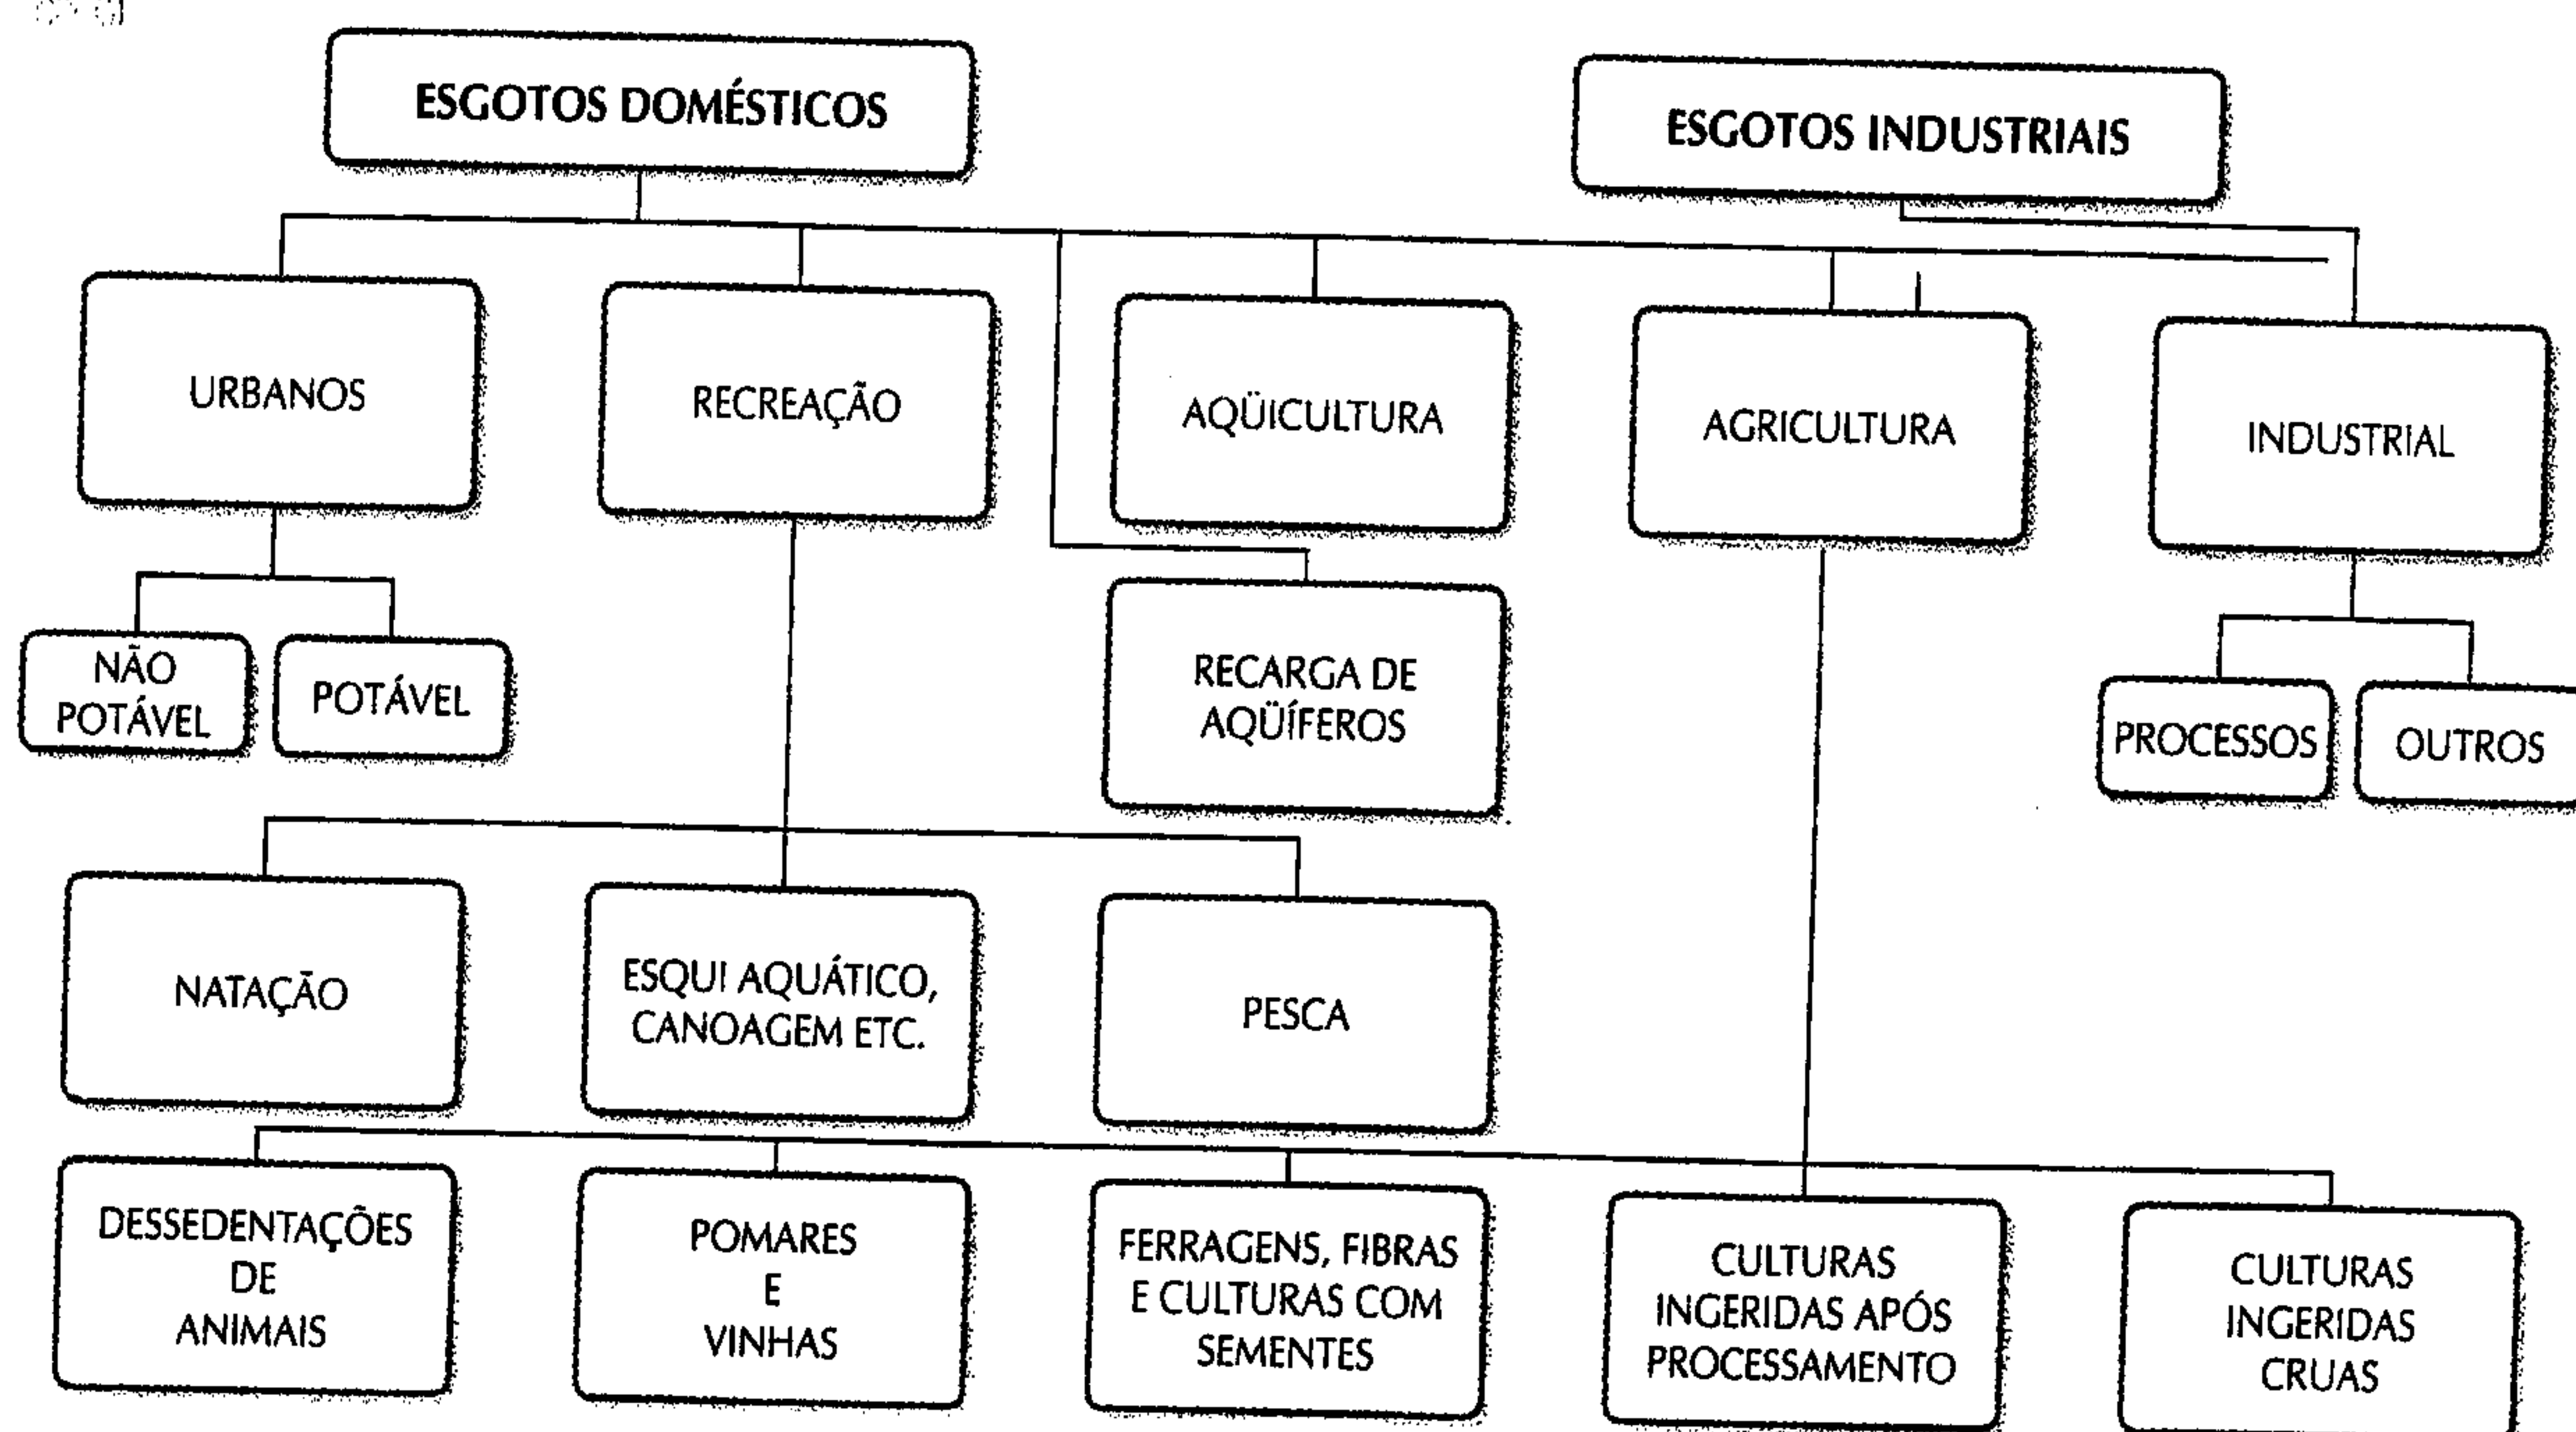 ESGOTOS DOMÉSTICOS
ESGOTOS INDUSTRIAIS
URBANOS
RECREAÇÃO
AQÜICULTURA
AGRICULTURA
INDUSTRIAL
NÃO
POTÁVEL
POTÁVEL
RECARGA DE
AQÜÍFEROS
PROCESSOS
OUTROS
NATAÇÃO
ESQUI AQUÁTICO,
CANOAGEM ETC.
PESCA
DESSEDENTAÇÕES
DE
ANIMAIS
POMARES
E
VINHAS
FERRAGENS, FIBRAS
E CULTURAS COM
SEMENTES
CULTURAS
INGERIDAS APÓS
PROCESSAMENTO
CULTURAS
INGERIDAS
CRUAS